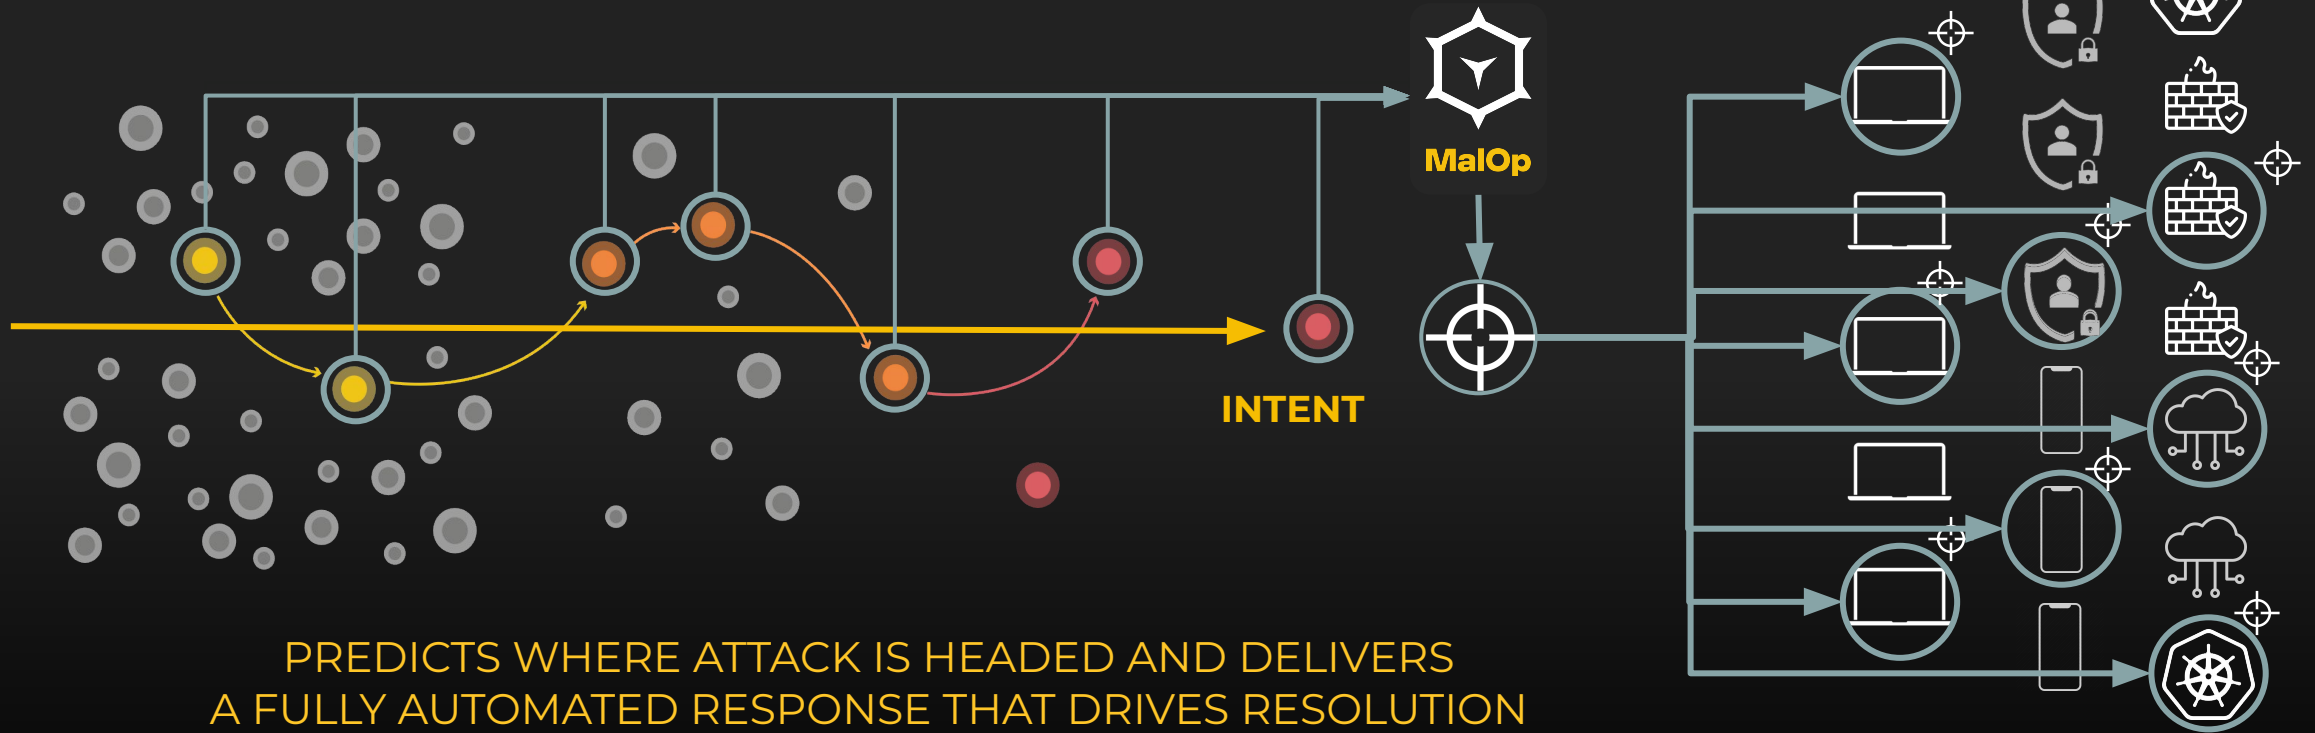 MalOp
INTENT
PREDICTS WHERE ATTACK IS HEADED AND DELIVERS
A FULLY AUTOMATED RESPONSE THAT DRIVES RESOLUTION